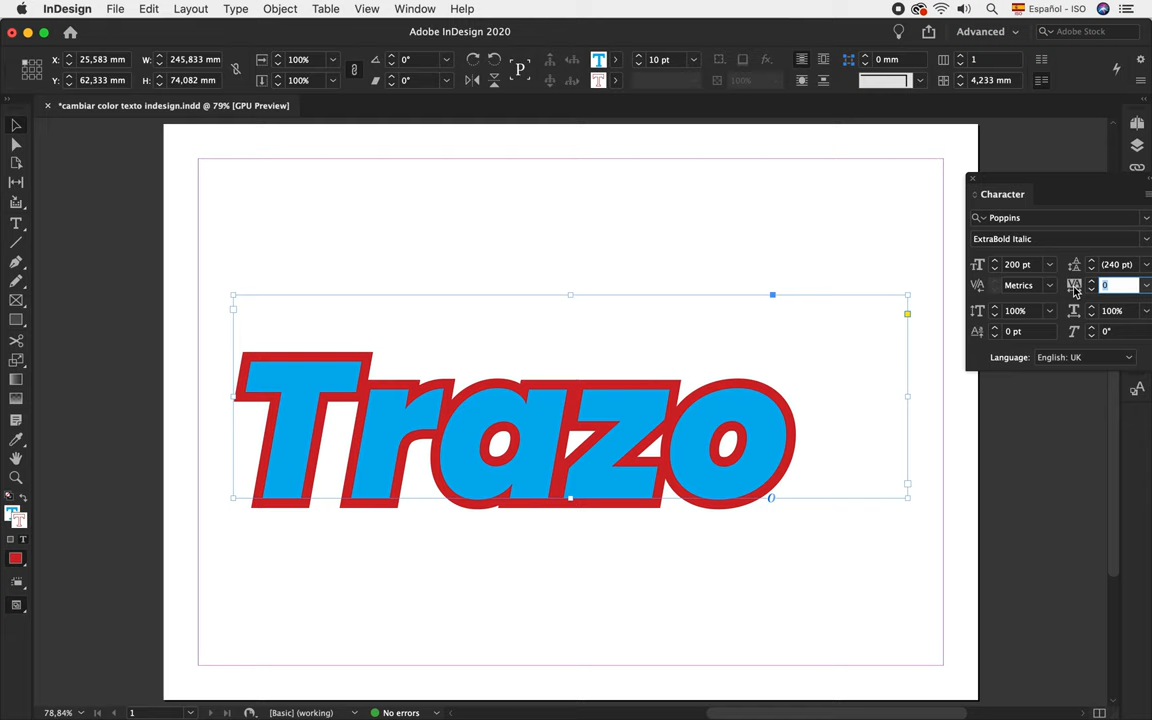 InDesign File Edit Layout Type Object Table View Window Help Español - ISO
Adobe InDesign 2020 Advanced Adobe Stock
X: 25,583 mm W: 245,833 mm 100% 0° P 10 pt 0 mm 1
Y: 62,333 mm H: 74,082 mm 100% 0° 100% 4,233 mm
*cambiar color texto indesign.indd @ 79% [GPU Preview]
Character
Poppins
ExtraBold Italic
200 pt (240 pt)
Metrics 0
100% 100%
0 pt 0°
Language: English: UK
Trazo
78,84% 1 [Basic] (working) No errors